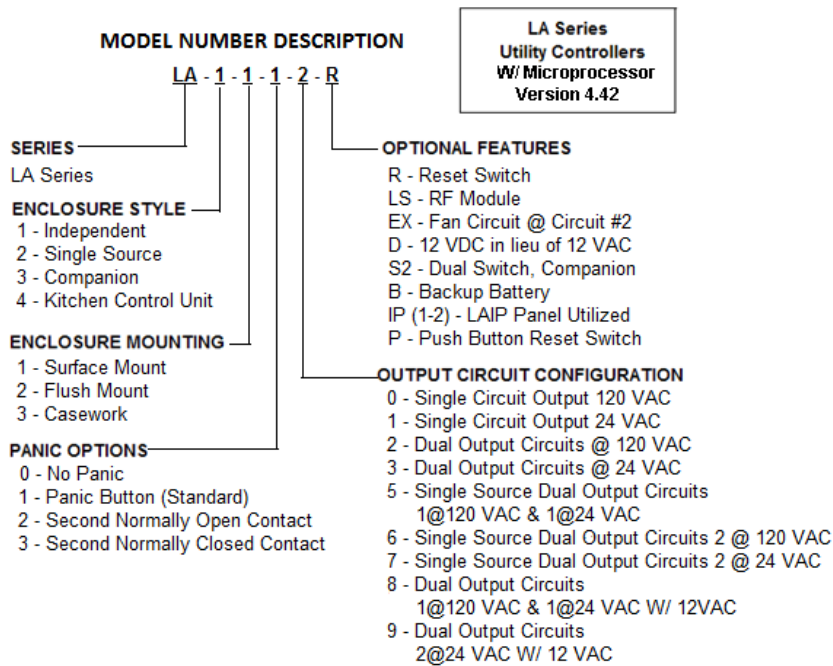 MODEL NUMBER DESCRIPTION
LA - 1 - 1 - 1 - 2 - R
LA Series
Utility Controllers
W/ Microprocessor
Version 4.42
SERIES
LA Series
ENCLOSURE STYLE
1 - Independent
2 - Single Source
3 - Companion
4 - Kitchen Control Unit
ENCLOSURE MOUNTING
1 - Surface Mount
2 - Flush Mount
3 - Casework
PANIC OPTIONS
0 - No Panic
1 - Panic Button (Standard)
2 - Second Normally Open Contact
3 - Second Normally Closed Contact
OPTIONAL FEATURES
R - Reset Switch
LS - RF Module
EX - Fan Circuit @ Circuit #2
D - 12 VDC in lieu of 12 VAC
S2 - Dual Switch, Companion
B - Backup Battery
IP (1-2) - LAIP Panel Utilized
P - Push Button Reset Switch
OUTPUT CIRCUIT CONFIGURATION
0 - Single Circuit Output 120 VAC
1 - Single Circuit Output 24 VAC
2 - Dual Output Circuits @ 120 VAC
3 - Dual Output Circuits @ 24 VAC
5 - Single Source Dual Output Circuits
1@120 VAC & 1@24 VAC
6 - Single Source Dual Output Circuits 2 @ 120 VAC
7 - Single Source Dual Output Circuits 2 @ 24 VAC
8 - Dual Output Circuits
1@120 VAC & 1@24 VAC W/ 12VAC
9 - Dual Output Circuits
2@24 VAC W/ 12 VAC